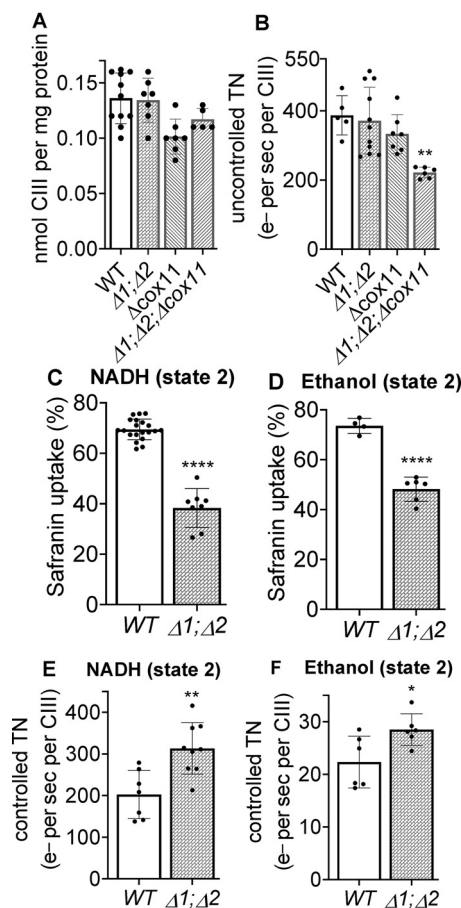 A
nmol CIII per mg protein
0.15
0.10
0.05
0.00
WT
Δ1;Δ2
Δcox11
Δ1;Δ2;Δcox11
B
uncontrolled TN
(e– per sec per CIII)
550
400
200
0
**
WT
Δ1;Δ2
Δcox11
Δ1;Δ2;Δcox11
C NADH (state 2)
Safranin uptake (%)
80
60
40
20
0
****
WT Δ1;Δ2
D Ethanol (state 2)
Safranin uptake (%)
80
60
40
20
0
****
WT Δ1;Δ2
E NADH (state 2)
controlled TN
(e– per sec per CIII)
400
300
200
100
0
**
WT Δ1;Δ2
F Ethanol (state 2)
controlled TN
(e– per sec per CIII)
30
20
10
0
*
WT Δ1;Δ2